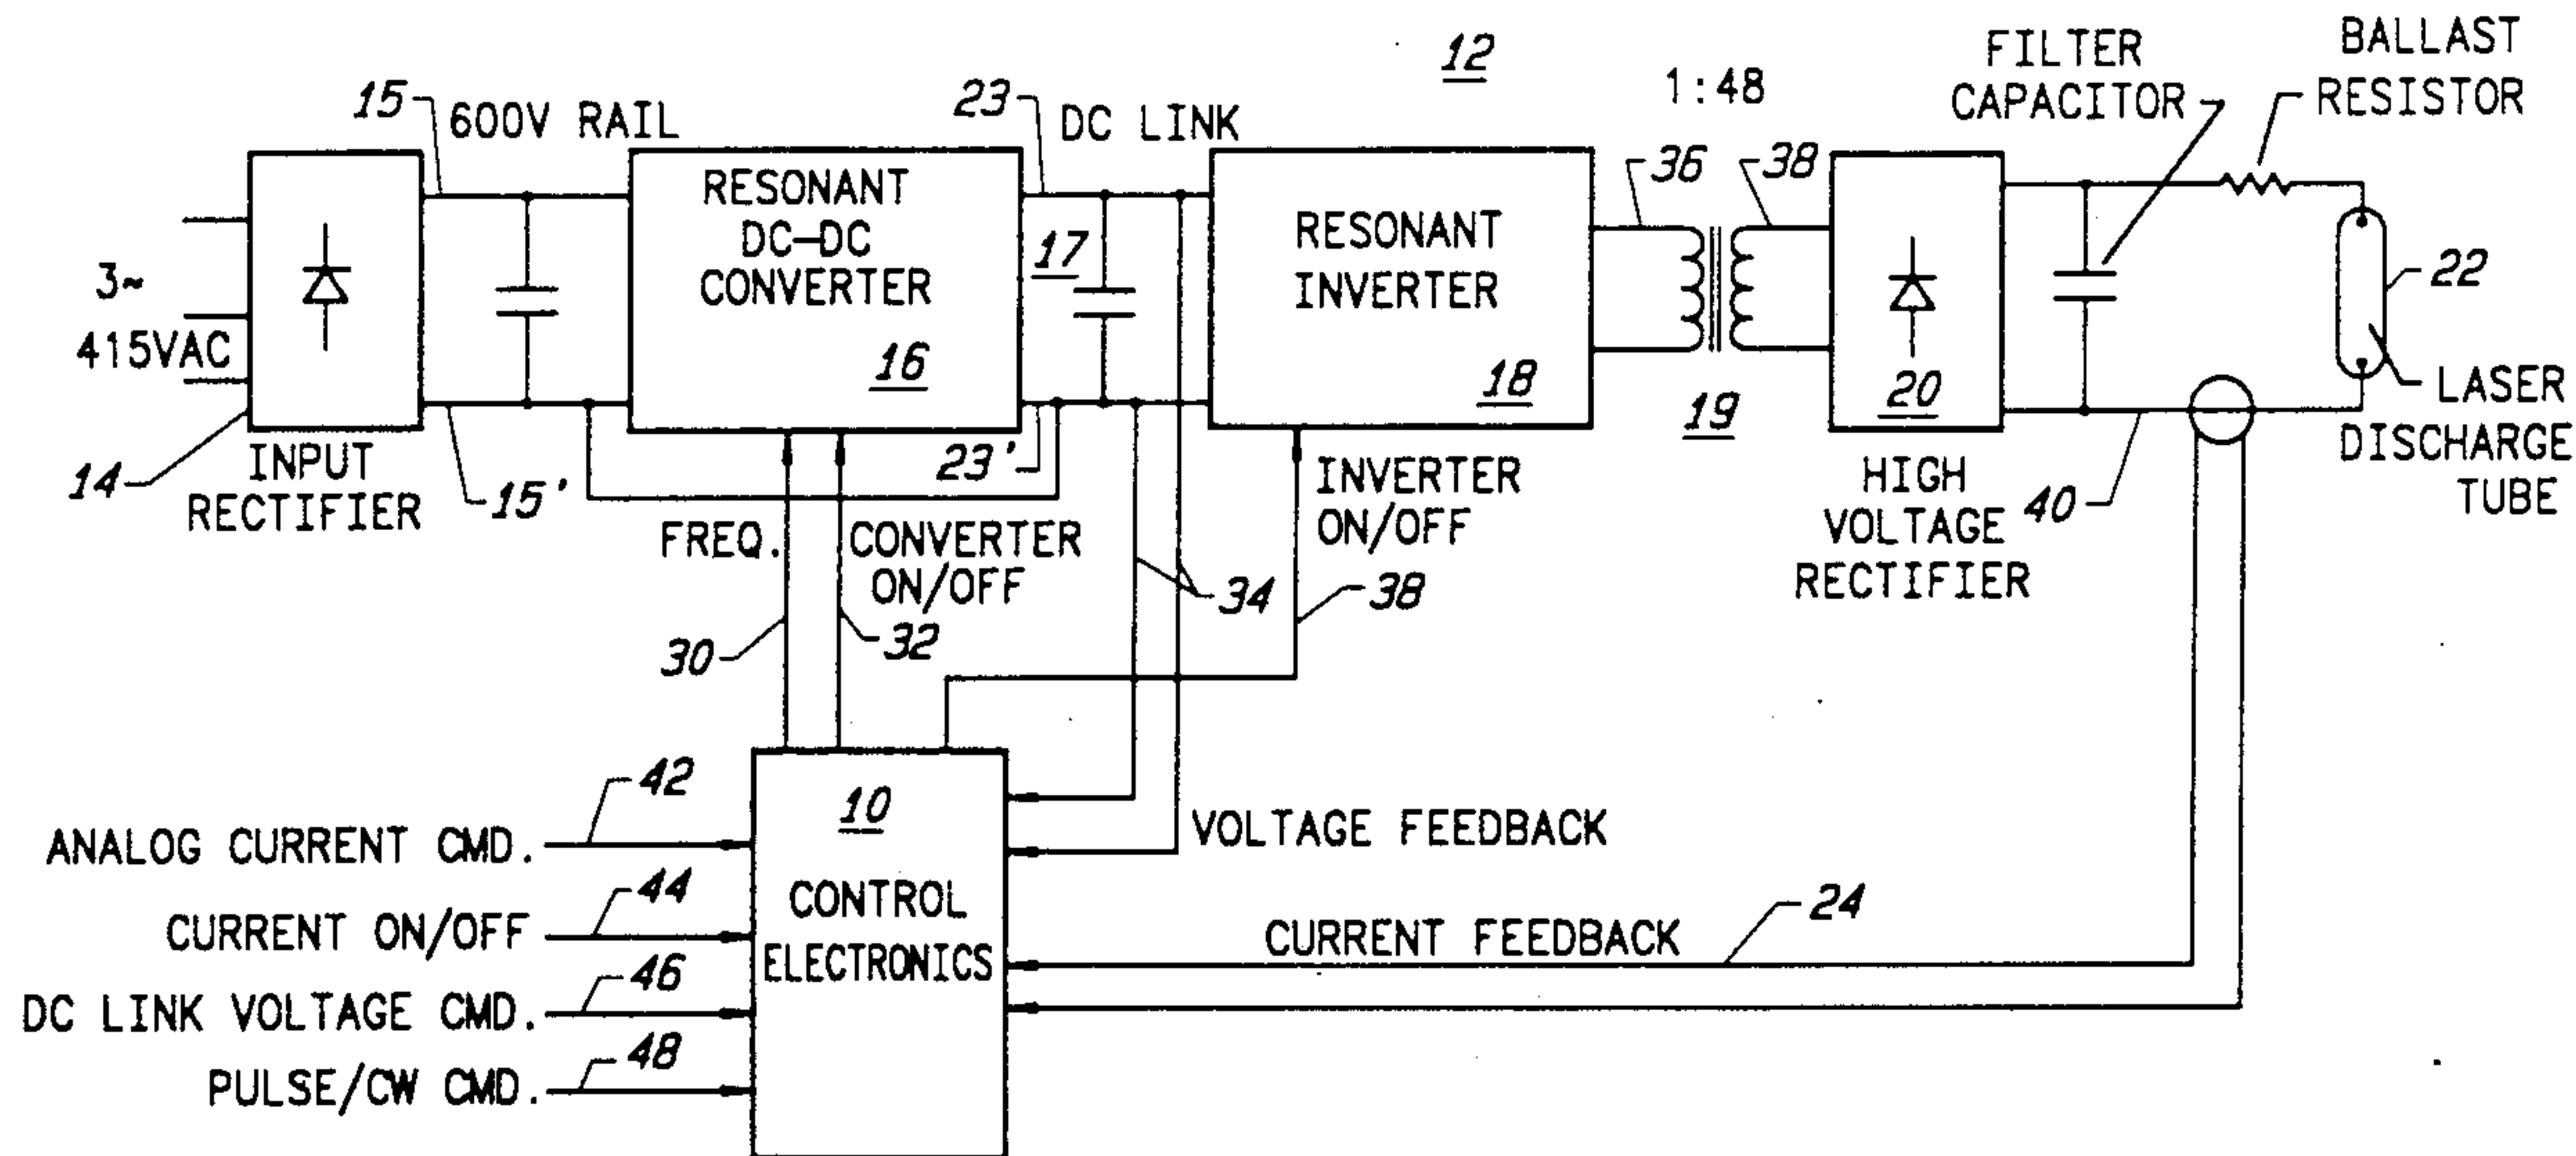 12
1:48
FILTER
CAPACITOR
BALLAST
RESISTOR
15
600V RAIL
23
DC LINK
36
38
3~
415VAC
14
INPUT
RECTIFIER
15'
RESONANT
DC-DC
CONVERTER
16
17
23'
RESONANT
INVERTER
18
19
20
HIGH
VOLTAGE
RECTIFIER
40
22
LASER
DISCHARGE
TUBE
FREQ.
CONVERTER
ON/OFF
INVERTER
ON/OFF
30
32
34
38
10
CONTROL
ELECTRONICS
42
ANALOG CURRENT CMD.
44
CURRENT ON/OFF
46
DC LINK VOLTAGE CMD.
48
PULSE/CW CMD.
VOLTAGE FEEDBACK
CURRENT FEEDBACK
24